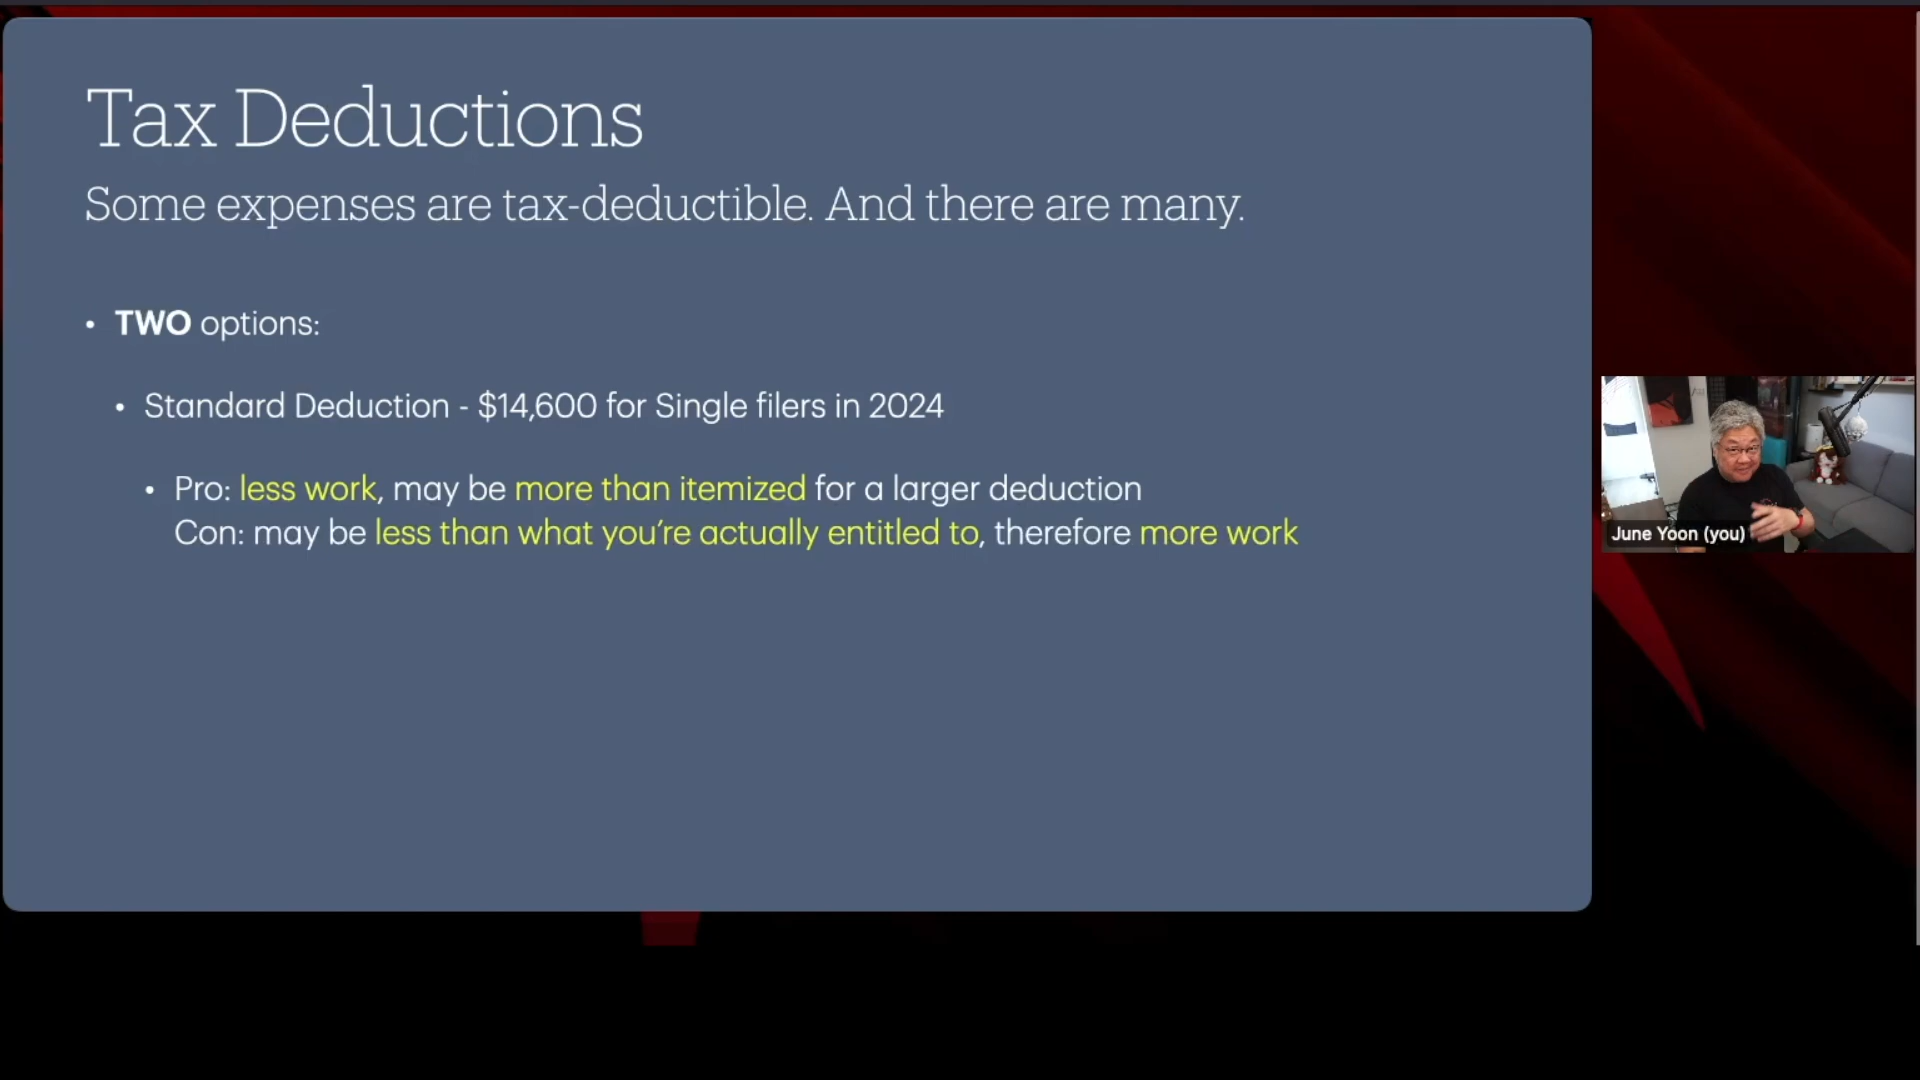 Tax Deductions
Some expenses are tax-deductible. And there are many.
• TWO options:
• Standard Deduction - $14,600 for Single filers in 2024
• Pro: less work, may be more than itemized for a larger deduction
Con: may be less than what you’re actually entitled to, therefore more work
June Yoon (you)